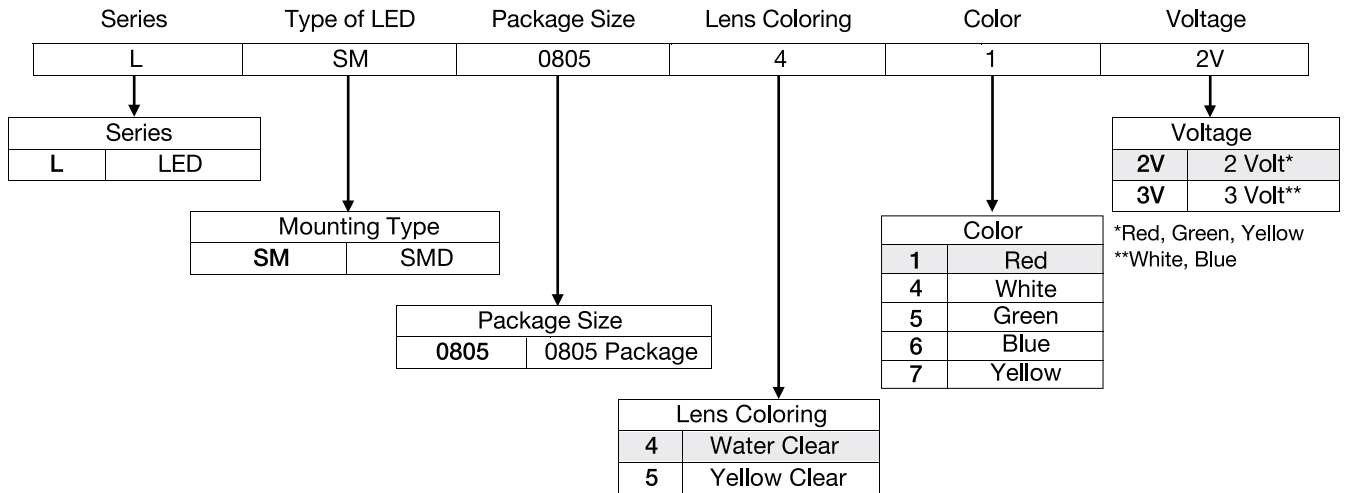 Series Type of LED Package Size Lens Coloring Color Voltage
L SM 0805 4 1 2V
Series
L LED
Voltage
2V 2 Volt*
3V 3 Volt**
*Red, Green, Yellow
**White, Blue
Mounting Type
SM SMD
Color
1 Red
4 White
5 Green
6 Blue
7 Yellow
Package Size
0805 0805 Package
Lens Coloring
4 Water Clear
5 Yellow Clear